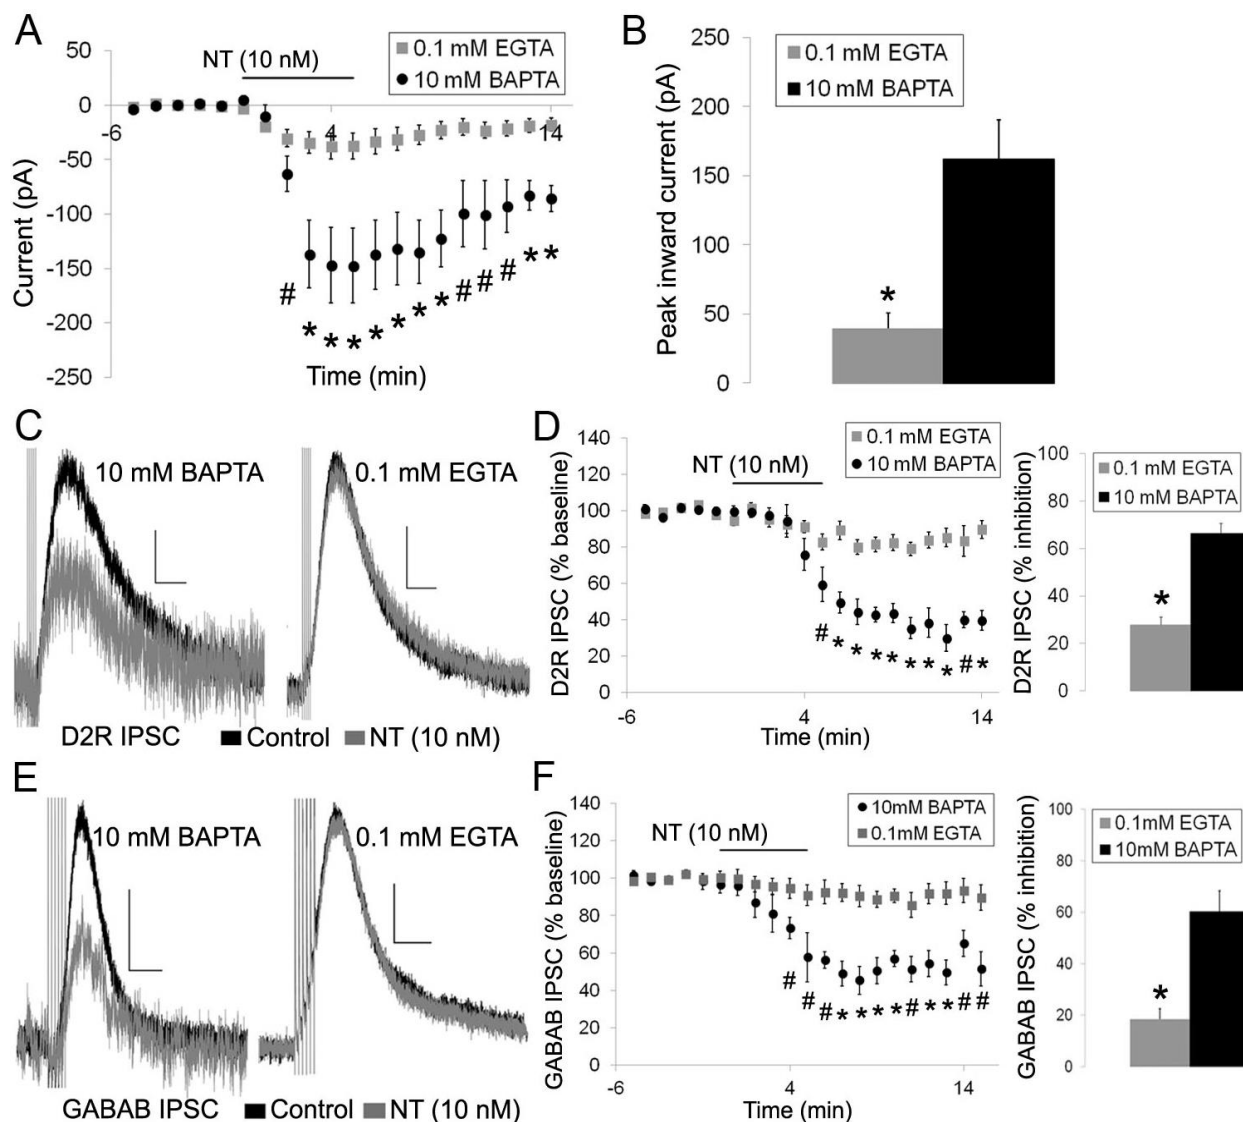 A
50
0
-50
-100
-150
-200
-250
Current (pA)
-6
4
14
Time (min)
NT (10 nM)
0.1 mM EGTA
10 mM BAPTA
#
*
*
*
*
*
*
*
#
#
#
*
*
B
250
200
150
100
50
0
Peak inward current (pA)
0.1 mM EGTA
10 mM BAPTA
*
C
10 mM BAPTA
0.1 mM EGTA
D2R IPSC
Control
NT (10 nM)
D
140
120
100
80
60
40
20
0
D2R IPSC (% baseline)
-6
4
14
Time (min)
NT (10 nM)
0.1 mM EGTA
10 mM BAPTA
#
*
*
*
*
*
*
*
#
*
100
80
60
40
20
0
D2R IPSC (% inhibition)
0.1 mM EGTA
10 mM BAPTA
*
E
10 mM BAPTA
0.1 mM EGTA
GABAB IPSC
Control
NT (10 nM)
F
140
120
100
80
60
40
20
0
GABAB IPSC (% baseline)
-6
4
14
Time (min)
NT (10 nM)
10mM BAPTA
0.1mM EGTA
#
#
#
*
*
*
*
#
*
*
#
#
100
80
60
40
20
0
GABAB IPSC (% inhibition)
0.1mM EGTA
10mM BAPTA
*